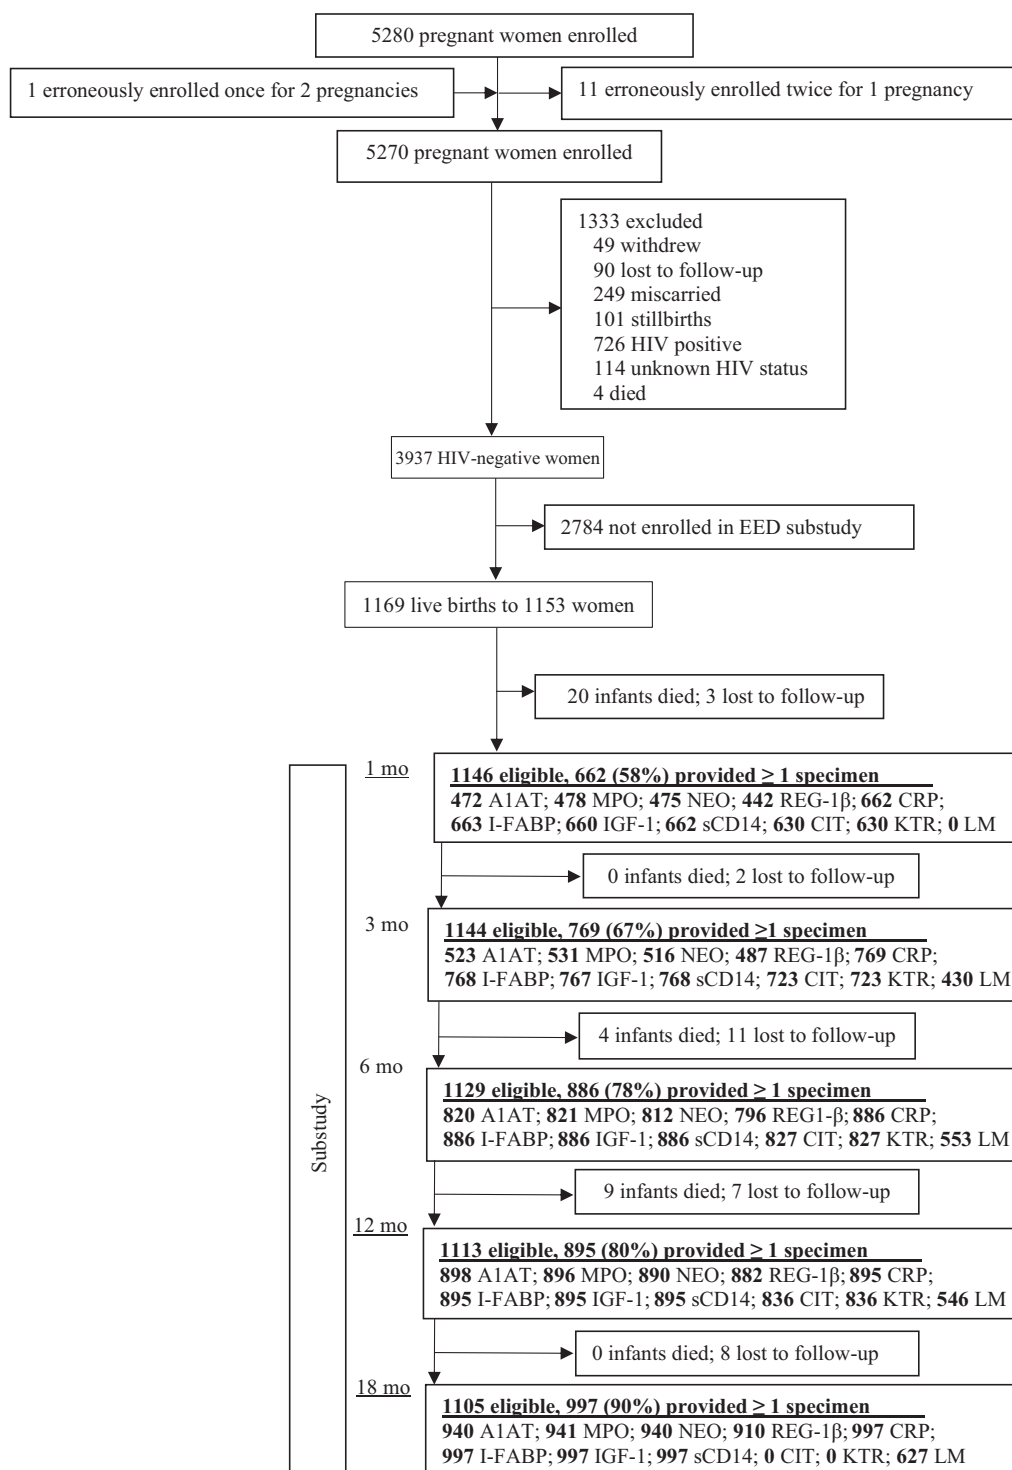 5280 pregnant women enrolled
1 erroneously enrolled once for 2 pregnancies
11 erroneously enrolled twice for 1 pregnancy
5270 pregnant women enrolled
1333 excluded
49 withdrew
90 lost to follow-up
249 miscarried
101 stillbirths
726 HIV positive
114 unknown HIV status
4 died
3937 HIV-negative women
2784 not enrolled in EED substudy
1169 live births to 1153 women
20 infants died; 3 lost to follow-up
Substudy
1 mo
1146 eligible, 662 (58%) provided ≥ 1 specimen
472 A1AT; 478 MPO; 475 NEO; 442 REG-1β; 662 CRP;
663 I-FABP; 660 IGF-1; 662 sCD14; 630 CIT; 630 KTR; 0 LM
0 infants died; 2 lost to follow-up
3 mo
1144 eligible, 769 (67%) provided ≥1 specimen
523 A1AT; 531 MPO; 516 NEO; 487 REG-1β; 769 CRP;
768 I-FABP; 767 IGF-1; 768 sCD14; 723 CIT; 723 KTR; 430 LM
4 infants died; 11 lost to follow-up
6 mo
1129 eligible, 886 (78%) provided ≥ 1 specimen
820 A1AT; 821 MPO; 812 NEO; 796 REG1-β; 886 CRP;
886 I-FABP; 886 IGF-1; 886 sCD14; 827 CIT; 827 KTR; 553 LM
9 infants died; 7 lost to follow-up
12 mo
1113 eligible, 895 (80%) provided ≥ 1 specimen
898 A1AT; 896 MPO; 890 NEO; 882 REG-1β; 895 CRP;
895 I-FABP; 895 IGF-1; 895 sCD14; 836 CIT; 836 KTR; 546 LM
0 infants died; 8 lost to follow-up
18 mo
1105 eligible, 997 (90%) provided ≥ 1 specimen
940 A1AT; 941 MPO; 940 NEO; 910 REG-1β; 997 CRP;
997 I-FABP; 997 IGF-1; 997 sCD14; 0 CIT; 0 KTR; 627 LM